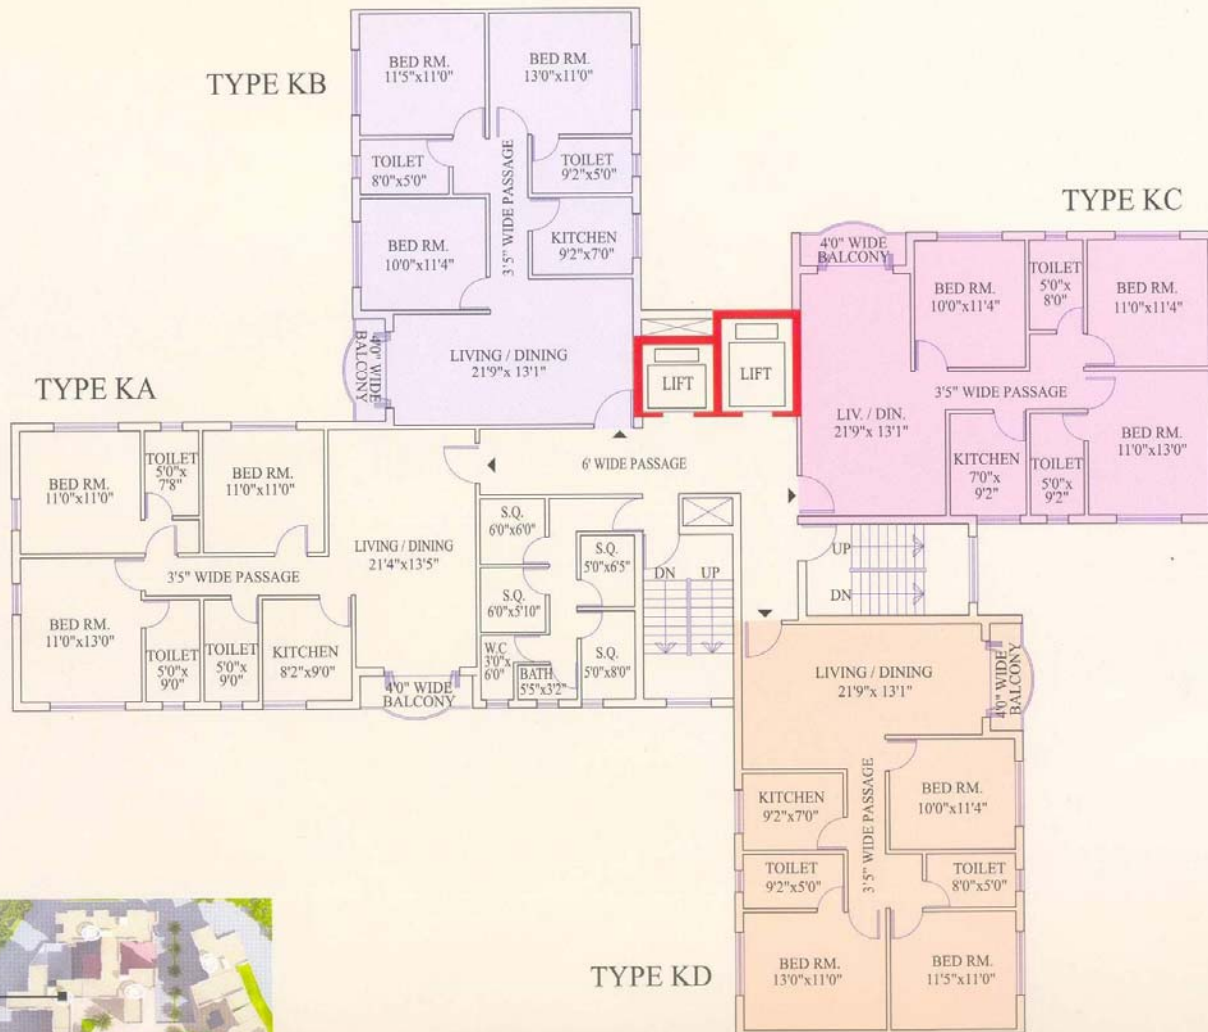 TYPE KB
BED RM.
11'5"x11'0"
BED RM.
13'0"x11'0"
TOILET
8'0"x5'0"
TOILET
9'2"x5'0"
3'5" WIDE PASSAGE
BED RM.
10'0"x11'4"
KITCHEN
9'2"x7'0"
4'0" WIDE
BALCONY
LIVING / DINING
21'9"x 13'1"
LIFT
LIFT
TYPE KC
4'0" WIDE
BALCONY
BED RM.
10'0"x11'4"
TOILET
5'0"x
8'0"
BED RM.
11'0"x11'4"
3'5" WIDE PASSAGE
LIV. / DIN.
21'9"x 13'1"
KITCHEN
7'0"x
9'2"
TOILET
5'0"x
9'2"
BED RM.
11'0"x13'0"
TYPE KA
BED RM.
11'0"x11'0"
TOILET
5'0"x
7'8"
BED RM.
11'0"x11'0"
LIVING / DINING
21'4"x13'5"
3'5" WIDE PASSAGE
BED RM.
11'0"x13'0"
TOILET
5'0"x
9'0"
TOILET
5'0"x
9'0"
KITCHEN
8'2"x9'0"
4'0" WIDE
BALCONY
6' WIDE PASSAGE
S.Q.
6'0"x6'0"
S.Q.
5'0"x6'5"
S.Q.
6'0"x5'10"
W.C
3'0"x
6'0"
BATH
5'5"x3'2"
S.Q.
5'0"x8'0"
DN
UP
UP
DN
LIVING / DINING
21'9"x 13'1"
4'0" WIDE
BALCONY
KITCHEN
9'2"x7'0"
3'5" WIDE PASSAGE
BED RM.
10'0"x11'4"
TOILET
9'2"x5'0"
TOILET
8'0"x5'0"
BED RM.
13'0"x11'0"
BED RM.
11'5"x11'0"
TYPE KD